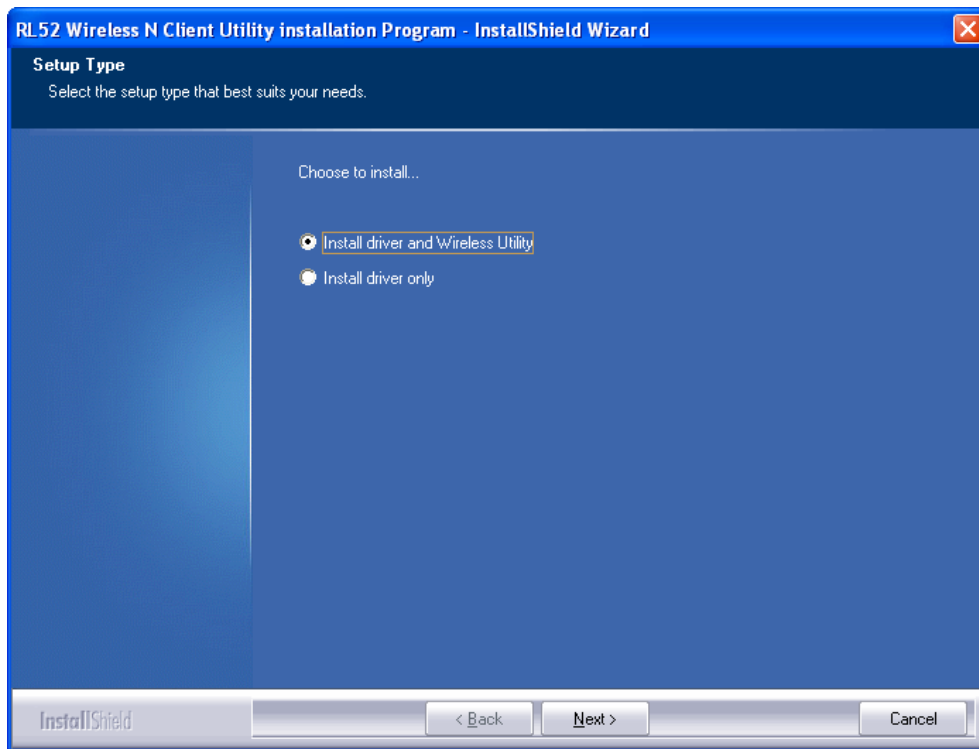 RL52 Wireless N Client Utility installation Program - InstallShield Wizard
Setup Type
Select the setup type that best suits your needs.
Choose to install...
Install driver and Wireless Utility
Install driver only
InstallShield
< Back
Next >
Cancel